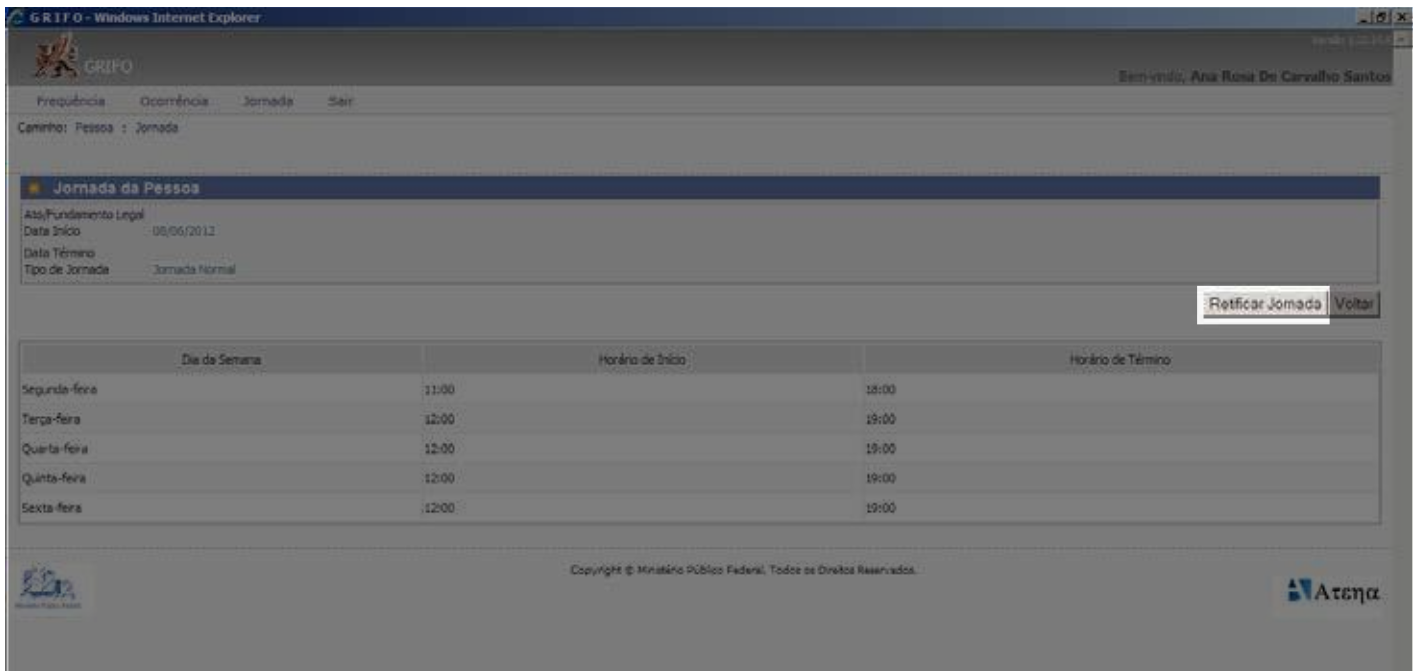 G R I F O - Windows Internet Explorer
GRIFO
Bem-vindo, Ana Rosa De Carvalho Santos
Frequência Ocorrência Jornada Sair
Caminho: Pessoa : Jornada
Jornada da Pessoa
Ato/Fundamento Legal
Data Início 08/06/2012
Data Término
Tipo de Jornada Jornada Normal
Retificar Jornada Voltar
Dia da Semana Horário de Início Horário de Término
Segunda-feira 11:00 18:00
Terça-feira 12:00 19:00
Quarta-feira 12:00 19:00
Quinta-feira 12:00 19:00
Sexta-feira 12:00 19:00
Copyright © Ministério Público Federal. Todos os Direitos Reservados.
Atena